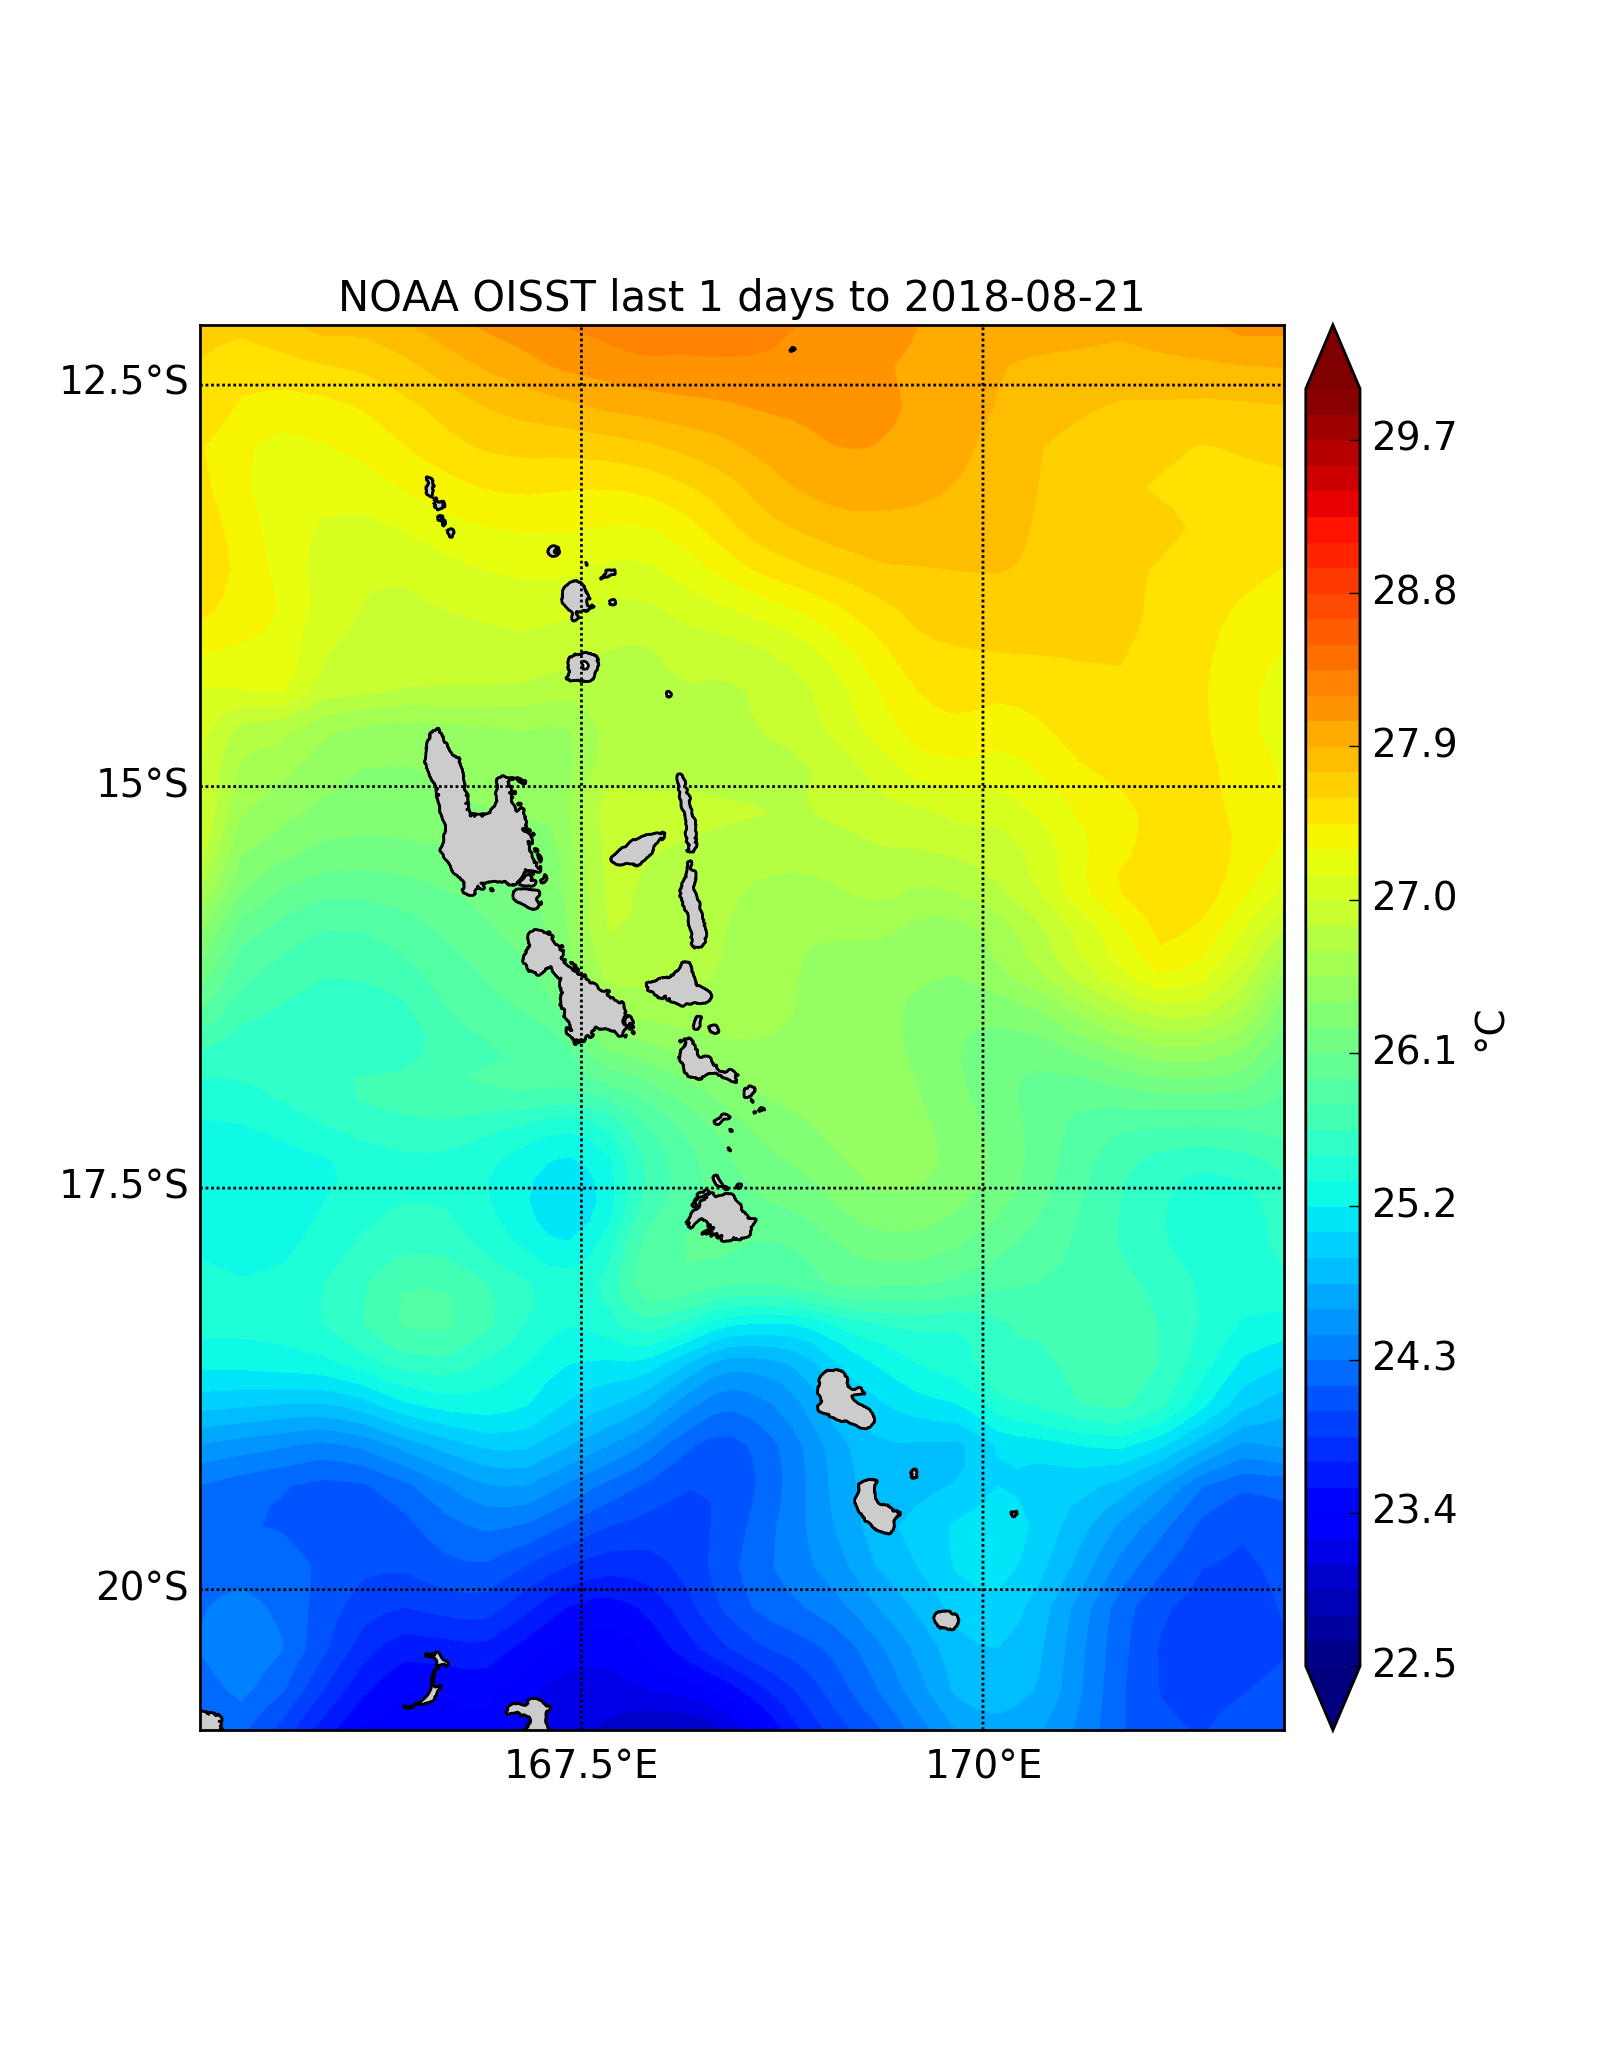 NOAA OISST last 1 days to 2018-08-21
12.5°S
15°S
17.5°S
20°S
167.5°E
170°E
29.7
28.8
27.9
27.0
26.1
25.2
24.3
23.4
22.5
°C